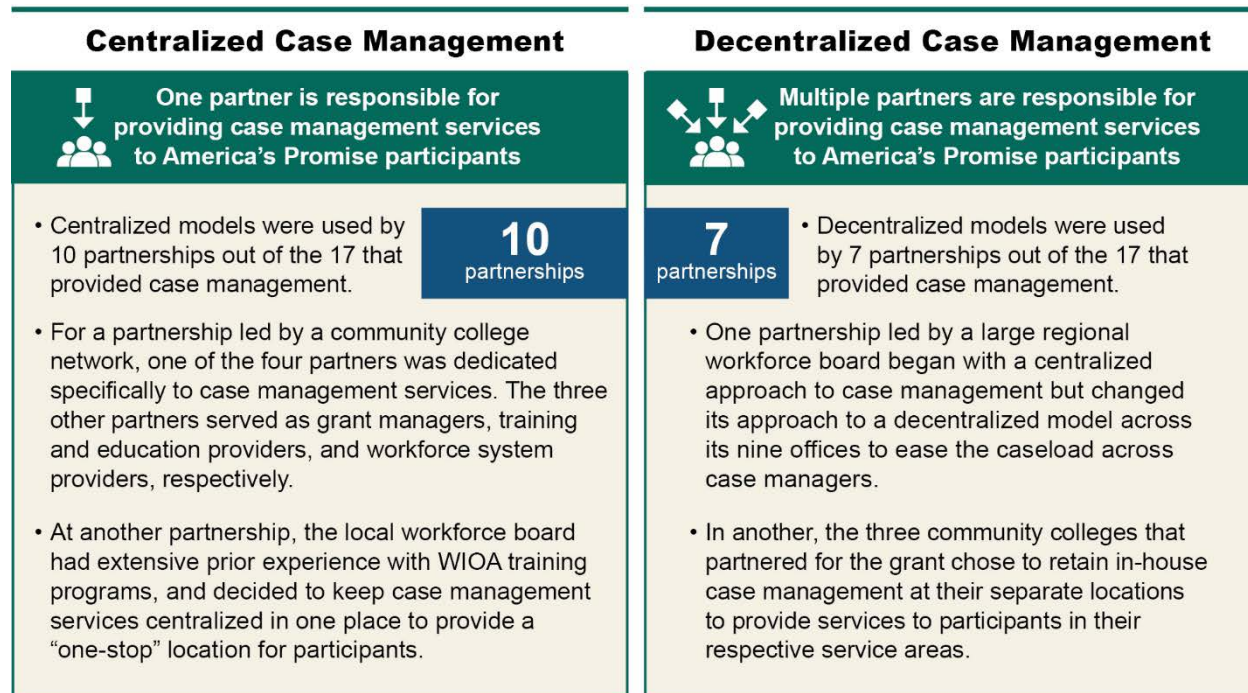 Centralized Case Management
One partner is responsible for
providing case management services
to America’s Promise participants
• Centralized models were used by
10 partnerships out of the 17 that
provided case management.
10
partnerships
• For a partnership led by a community college
network, one of the four partners was dedicated
specifically to case management services. The three
other partners served as grant managers, training
and education providers, and workforce system
providers, respectively.
• At another partnership, the local workforce board
had extensive prior experience with WIOA training
programs, and decided to keep case management
services centralized in one place to provide a
“one-stop” location for participants.
Decentralized Case Management
Multiple partners are responsible for
providing case management services
to America’s Promise participants
7
partnerships
• Decentralized models were used
by 7 partnerships out of the 17 that
provided case management.
• One partnership led by a large regional
workforce board began with a centralized
approach to case management but changed
its approach to a decentralized model across
its nine offices to ease the caseload across
case managers.
• In another, the three community colleges that
partnered for the grant chose to retain in-house
case management at their separate locations
to provide services to participants in their
respective service areas.